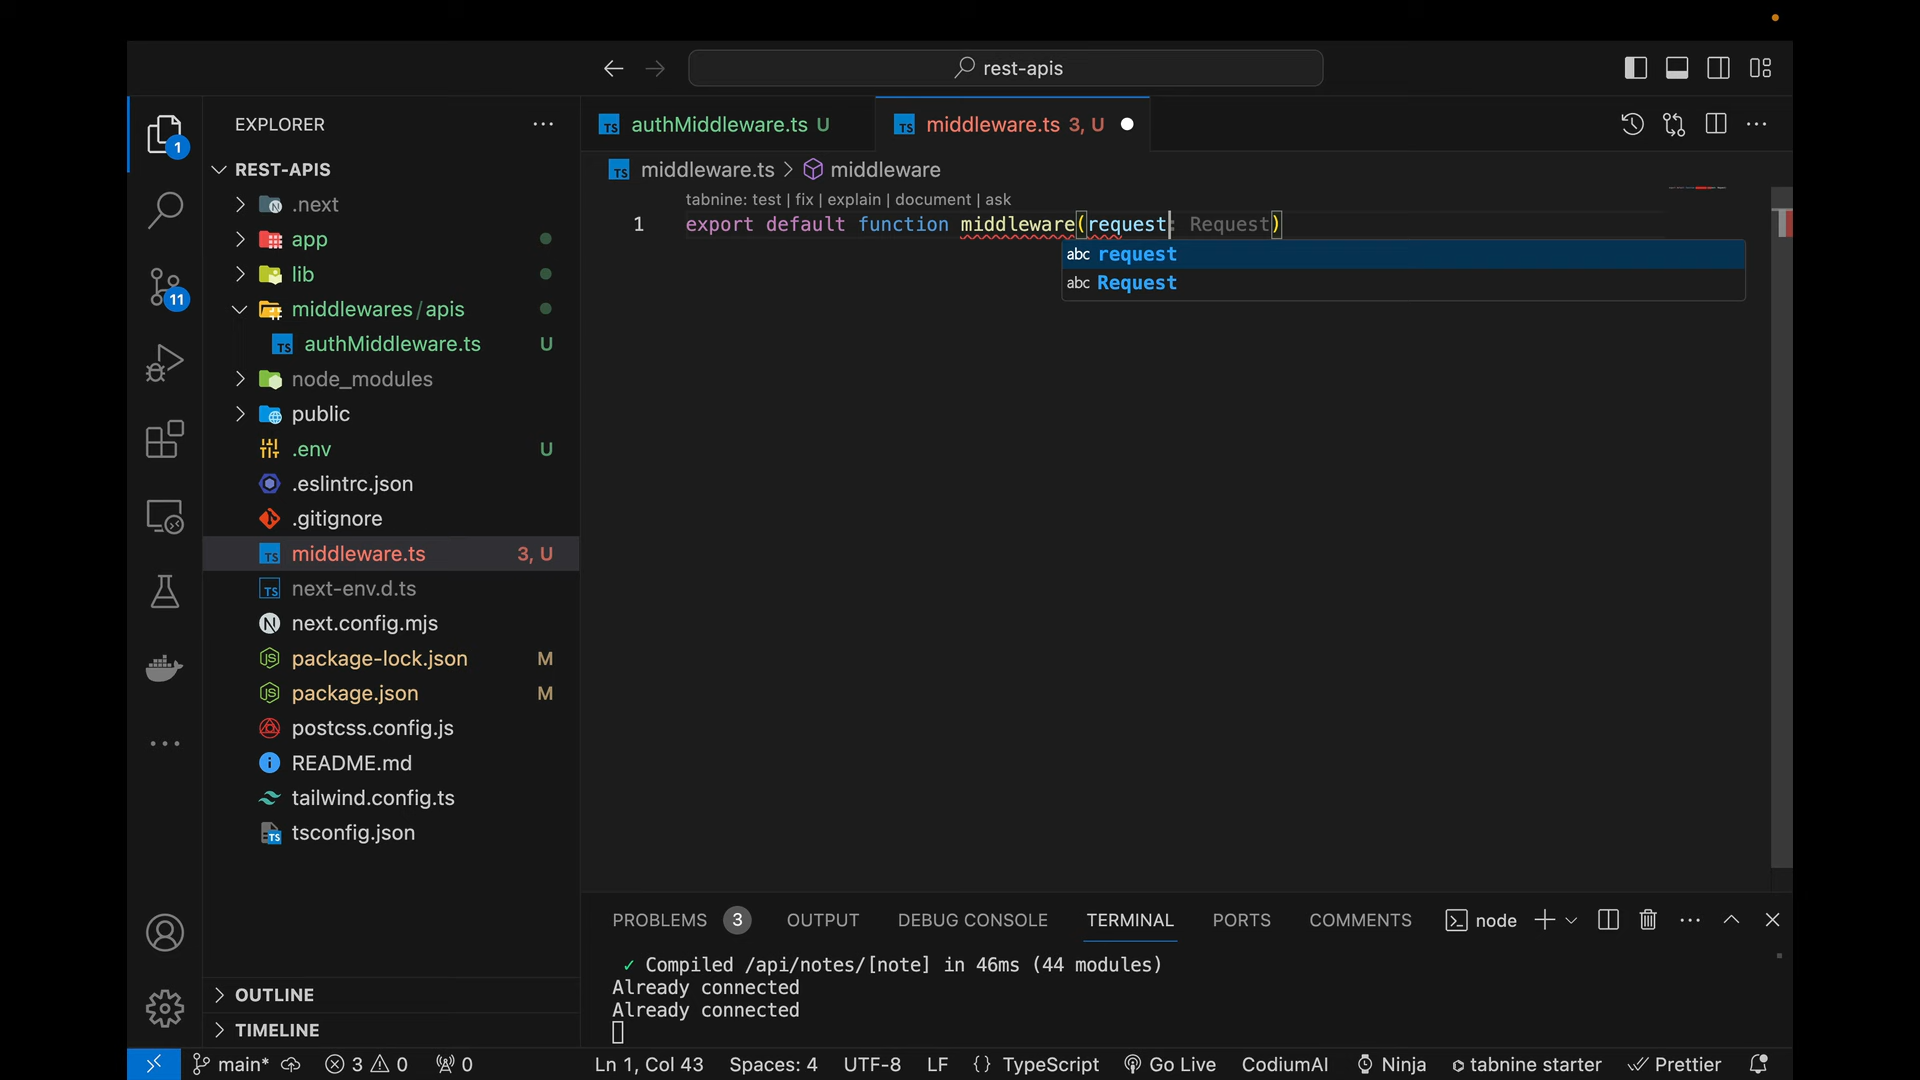 rest-apis
1
11
EXPLORER
REST-APIS
.next
app
lib
middlewares/apis
authMiddleware.ts U
node_modules
public
.env U
.eslintrc.json
.gitignore
middleware.ts 3, U
next-env.d.ts
next.config.mjs
package-lock.json M
package.json M
postcss.config.js
README.md
tailwind.config.ts
tsconfig.json
OUTLINE
TIMELINE
authMiddleware.ts U
middleware.ts 3, U
middleware.ts > middleware
tabnine: test | fix | explain | document | ask
1 export default function middleware(request: Request)
abc request
abc Request
PROBLEMS 3 OUTPUT DEBUG CONSOLE TERMINAL PORTS COMMENTS node
✓ Compiled /api/notes/[note] in 46ms (44 modules)
Already connected
Already connected
main* 3 0 0 Ln 1, Col 43 Spaces: 4 UTF-8 LF {} TypeScript Go Live CodiumAI Ninja tabnine starter Prettier